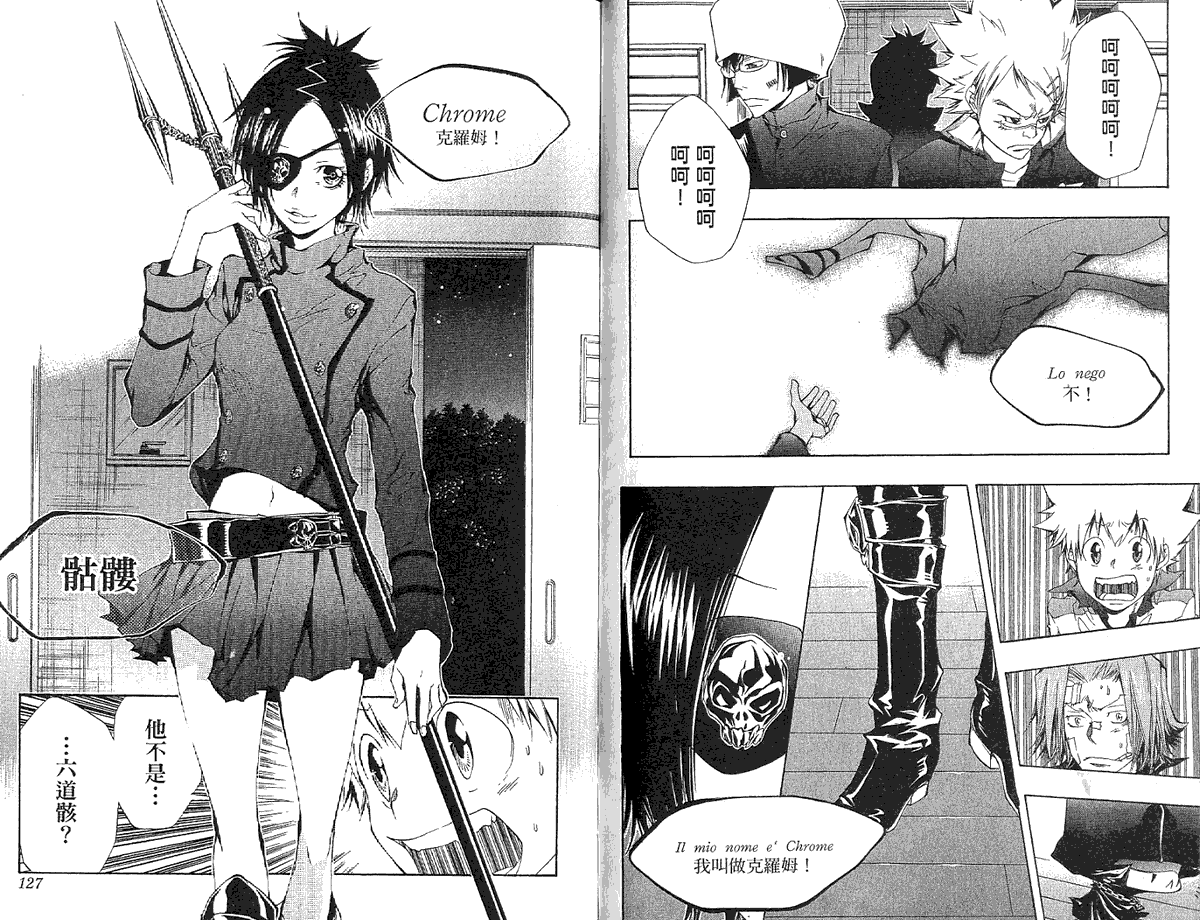 呵呵呵呵！
呵呵呵呵
呵呵！
Lo nego
不！
Il mio nome e' Chrome
我叫做克羅姆！
Chrome
克羅姆！
骷髏
他不是…
…六道骸？
127